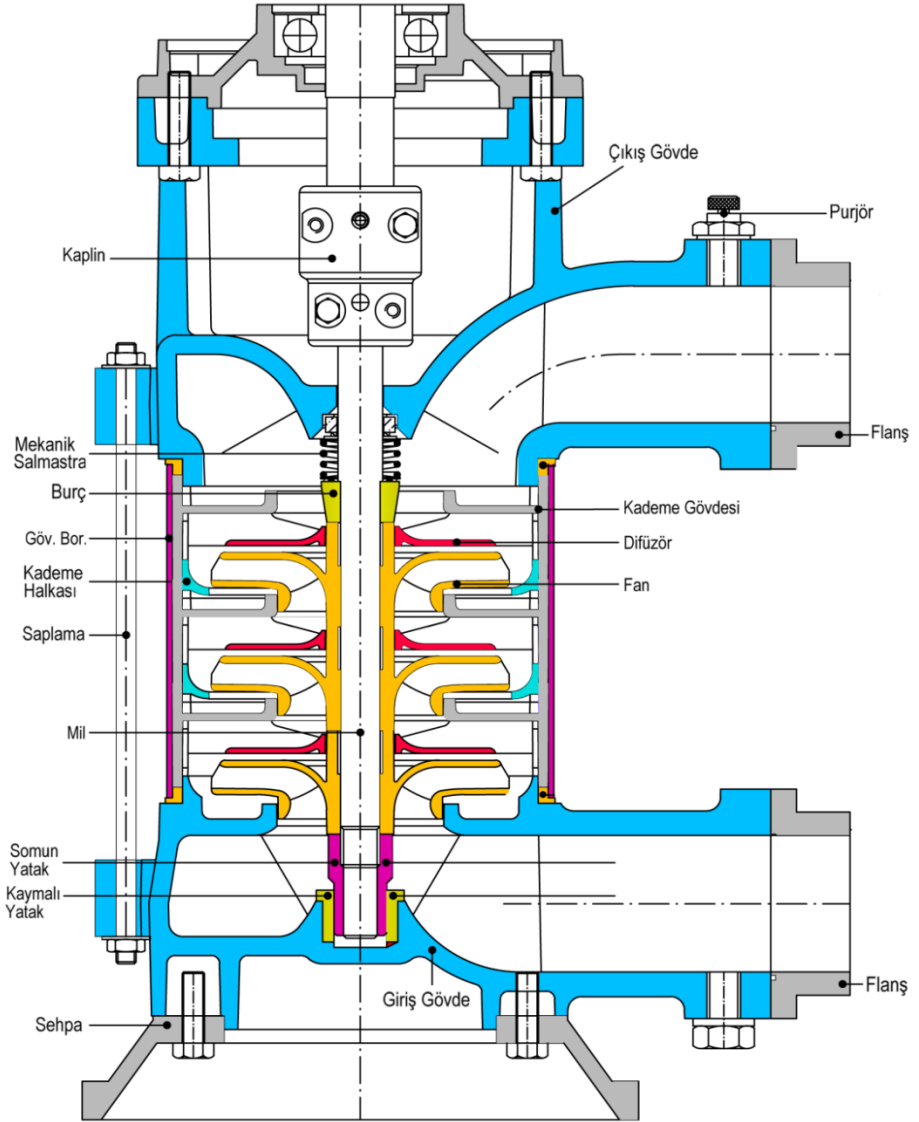 Çıkış Gövde
Purjör
Kaplin
Flanş
Mekanik
Salmastra
Burç
Kademe Gövdesi
Göv. Bor.
Difüzör
Kademe
Halkası
Fan
Saplama
Mil
Somun
Yatak
Kaymalı
Yatak
Flanş
Giriş Gövde
Sehpa